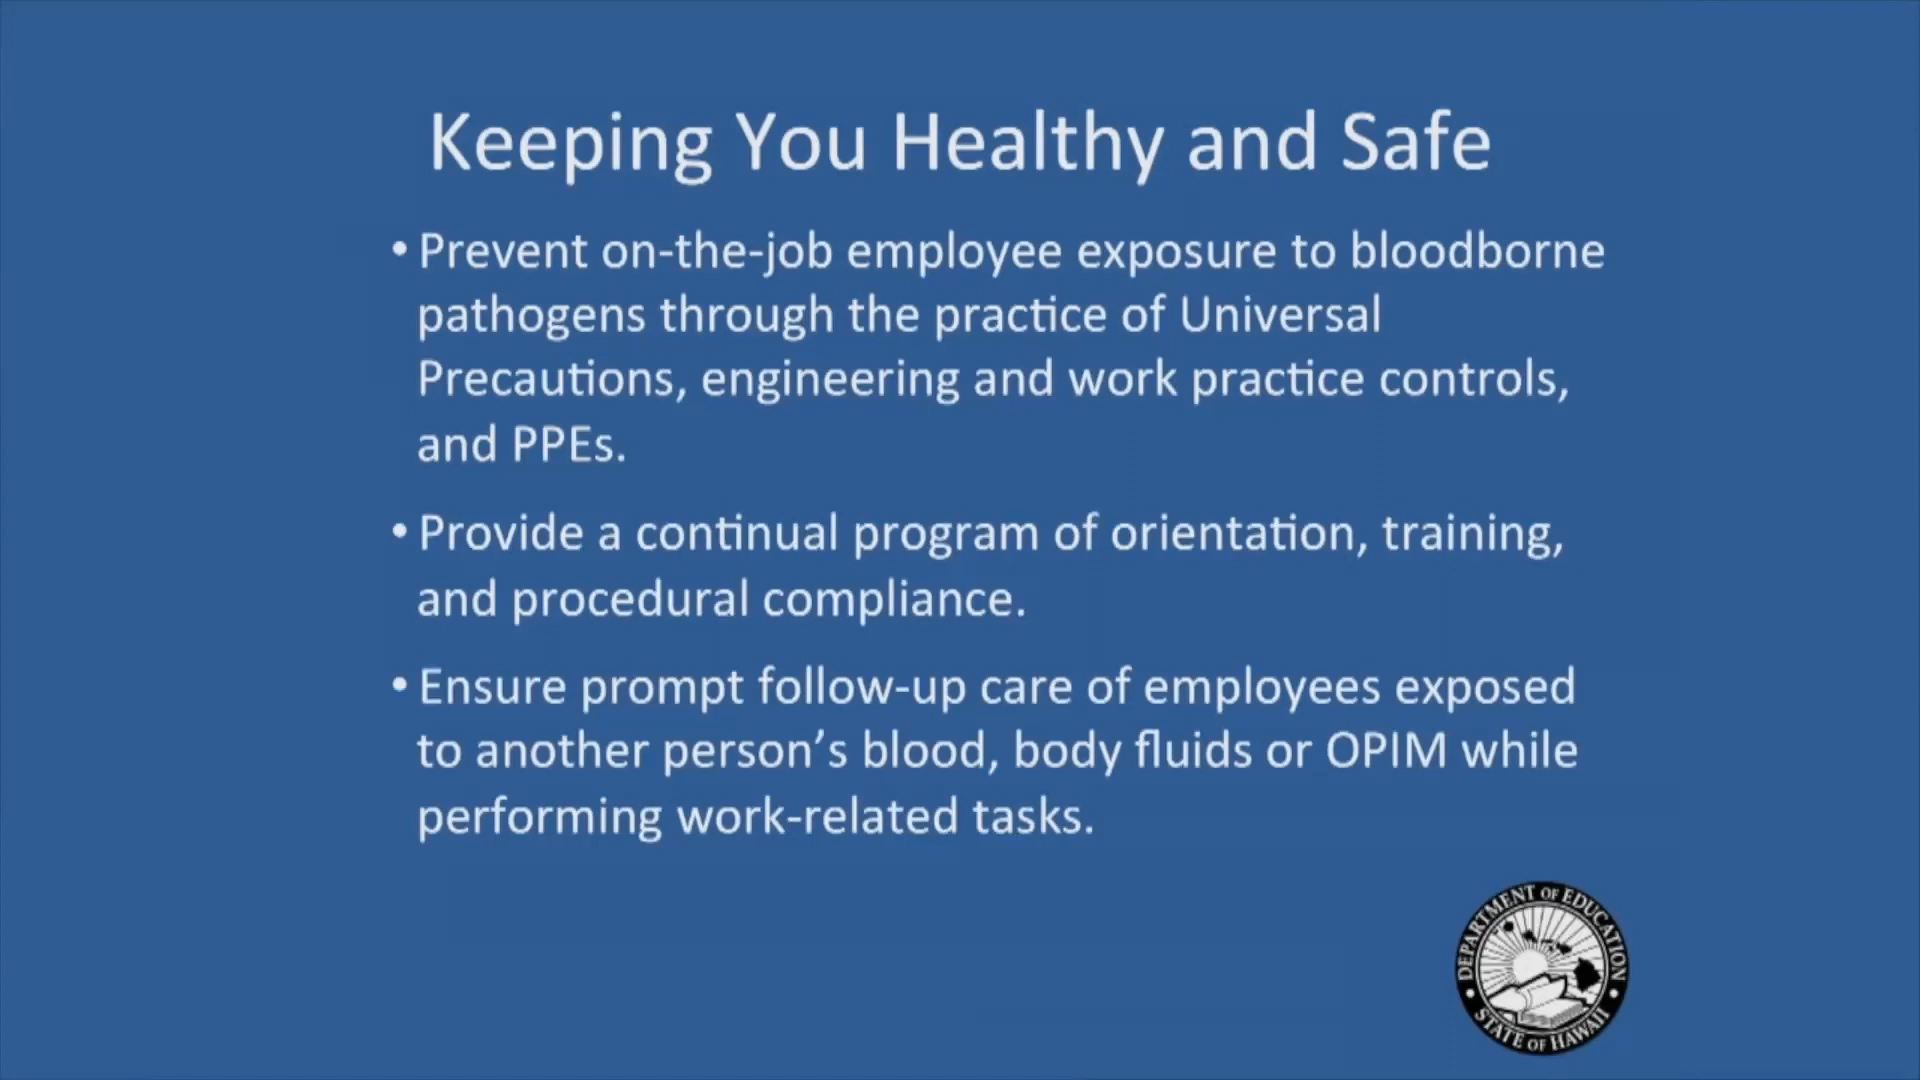 Keeping You Healthy and Safe
• Prevent on-the-job employee exposure to bloodborne
pathogens through the practice of Universal
Precautions, engineering and work practice controls,
and PPEs.
• Provide a continual program of orientation, training,
and procedural compliance.
• Ensure prompt follow-up care of employees exposed
to another person’s blood, body fluids or OPIM while
performing work-related tasks.
DEPARTMENT OF EDUCATION
• STATE OF HAWAII •